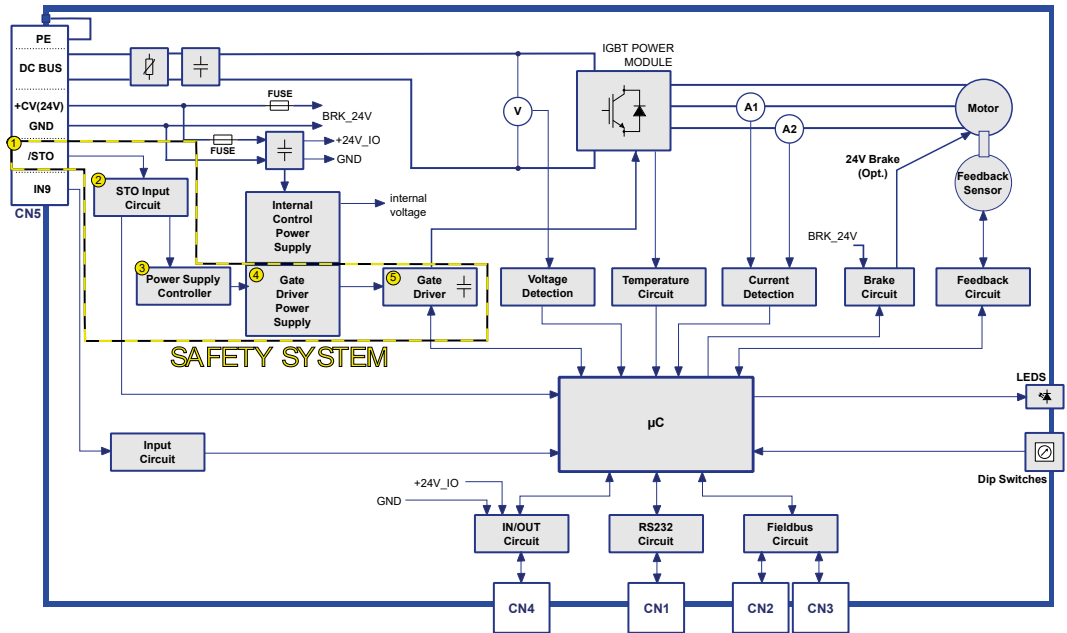 PE
DC BUS
+CV(24V)
GND
/STO
IN9
CN5
FUSE
BRK_24V
FUSE
+24V_IO
GND
1
2
STO Input
Circuit
3
Power Supply
Controller
Internal
Control
Power
Supply
internal
voltage
4
Gate
Driver
Power
Supply
5
Gate
Driver
SAFETY SYSTEM
V
IGBT POWER
MODULE
A1
A2
Motor
24V Brake
(Opt.)
Feedback
Sensor
BRK_24V
Voltage
Detection
Temperature
Circuit
Current
Detection
Brake
Circuit
Feedback
Circuit
µC
LEDS
Dip Switches
Input
Circuit
+24V_IO
GND
IN/OUT
Circuit
RS232
Circuit
Fieldbus
Circuit
CN4
CN1
CN2
CN3